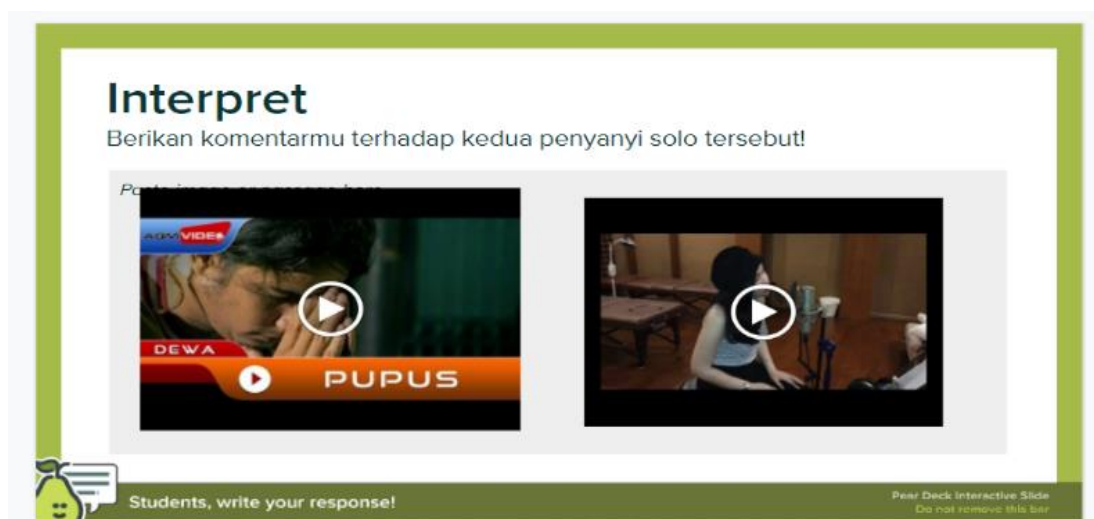 Interpret
Berikan komentarmu terhadap kedua penyanyi solo tersebut!
VIDEO
DEWA
PUPUS
Students, write your response!
Pear Deck Interactive Slide
Do not remove this bar